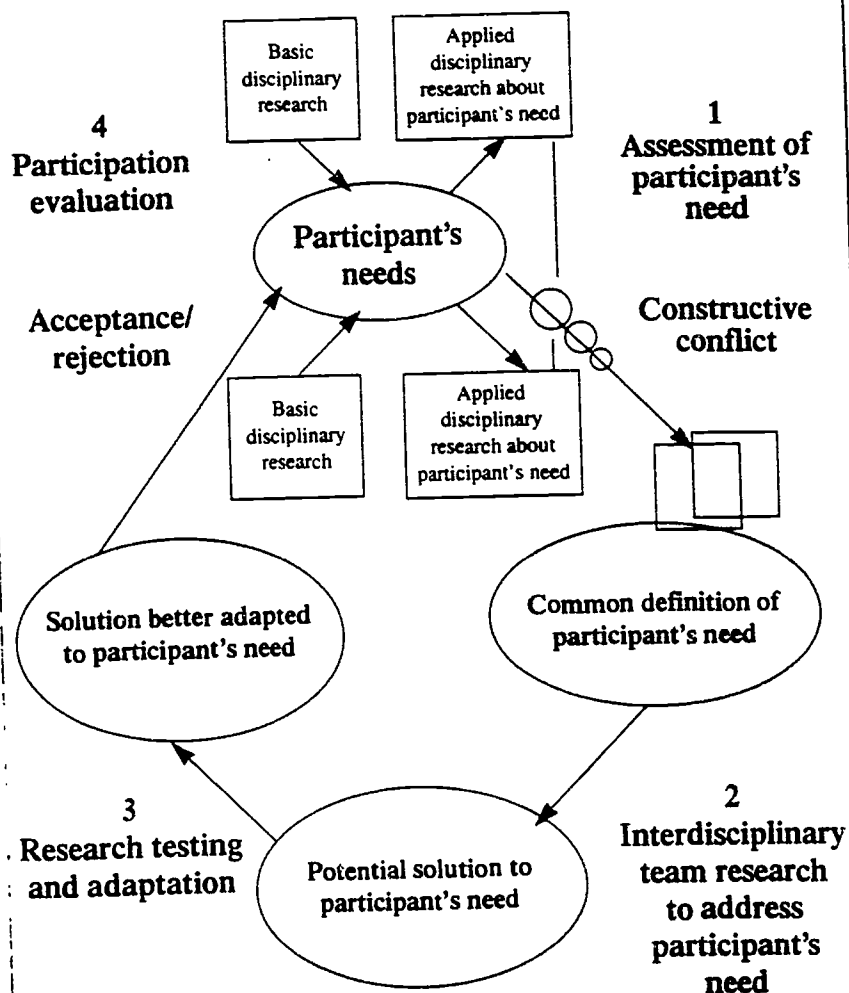 Basic
disciplinary
research
Applied
disciplinary
research about
participant's need
4
Participation
evaluation
1
Assessment of
participant's
need
Participant's
needs
Acceptance/
rejection
Constructive
conflict
Basic
disciplinary
research
Applied
disciplinary
research about
participant's need
Solution better adapted
to participant's need
Common definition of
participant's need
3
Research testing
and adaptation
Potential solution to
participant's need
2
Interdisciplinary
team research
to address
participant's
need